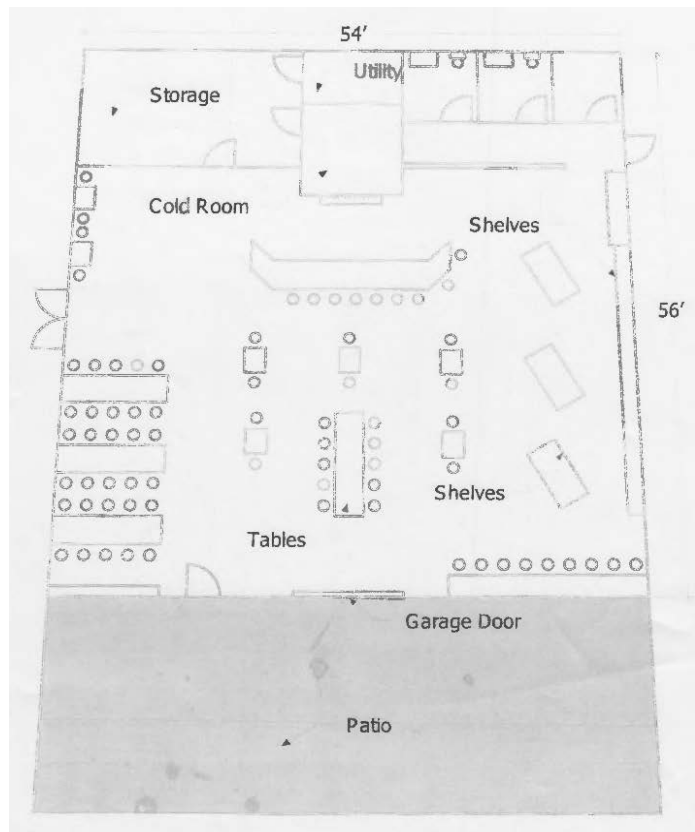 54’
Utility
Storage
Cold Room
Shelves
56’
Shelves
Tables
Garage Door
Patio